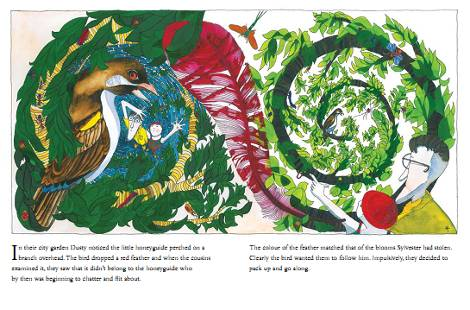 In their city garden Dusty noticed the little honeyguide perched on a
branch overhead. The bird dropped a red feather and when the cousins
examined it, they saw that it didn't belong to the honeyguide who
by then was beginning to chatter and flit about.
The colour of the feather matched that of the blooms Sylvester had stolen.
Clearly the bird wanted them to follow him. Impulsively, they decided to
pack up and go along.